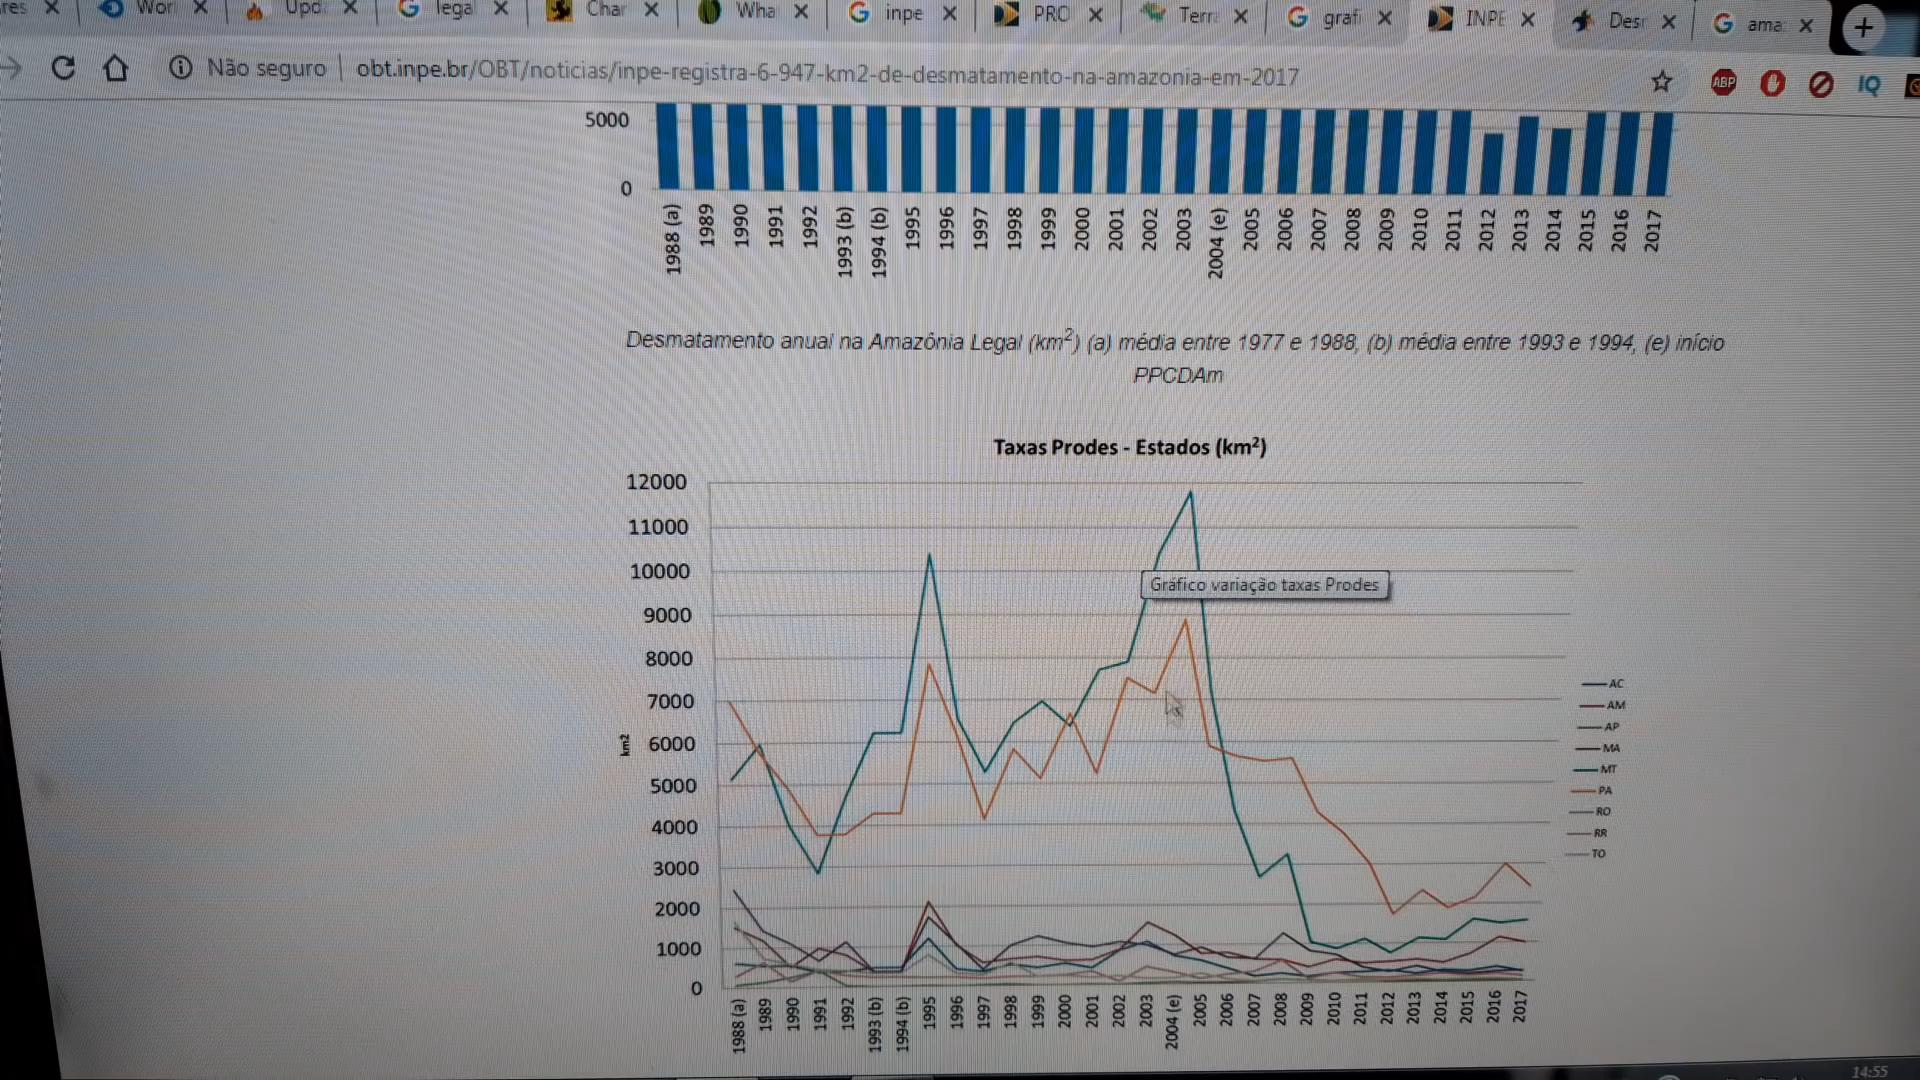 Wor
Upd
lega
Char
Wha
inpe
PRO
Terr
grafi
INPE
Desr
ama
Não seguro | obt.inpe.br/OBT/noticias/inpe-registra-6-947-km2-de-desmatamento-na-amazonia-em-2017
ABP
IQ
5000
0
1988 (a) 1989 1990 1991 1992 1993 (b) 1994 (b) 1995 1996 1997 1998 1999 2000 2001 2002 2003 2004 (e) 2005 2006 2007 2008 2009 2010 2011 2012 2013 2014 2015 2016 2017
Desmatamento anual na Amazônia Legal (km²) (a) média entre 1977 e 1988, (b) média entre 1993 e 1994, (e) início
PPCDAm
Taxas Prodes - Estados (km²)
12000
11000
10000
9000
8000
7000
6000
5000
4000
3000
2000
1000
0
km2
Gráfico variação taxas Prodes
AC
AM
AP
MA
MT
PA
RO
RR
TO
1988 (a) 1989 1990 1991 1992 1993 (b) 1994 (b) 1995 1996 1997 1998 1999 2000 2001 2002 2003 2004 (e) 2005 2006 2007 2008 2009 2010 2011 2012 2013 2014 2015 2016 2017
14:55